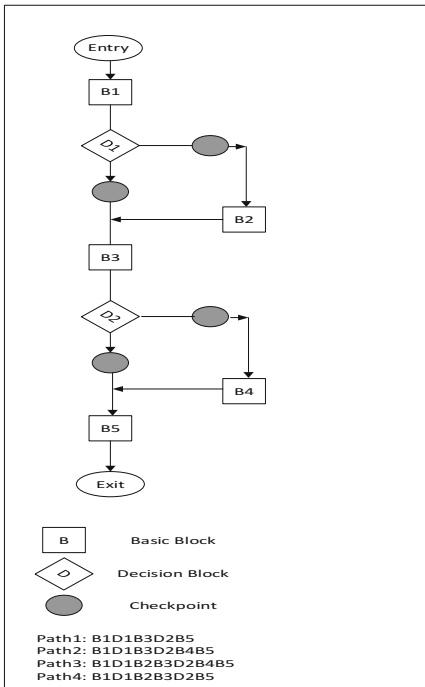 Entry
B1
D1
B2
B3
D2
B4
B5
Exit
B Basic Block
D Decision Block
Checkpoint
Path1: B1D1B3D2B5
Path2: B1D1B3D2B4B5
Path3: B1D1B2B3D2B4B5
Path4: B1D1B2B3D2B5